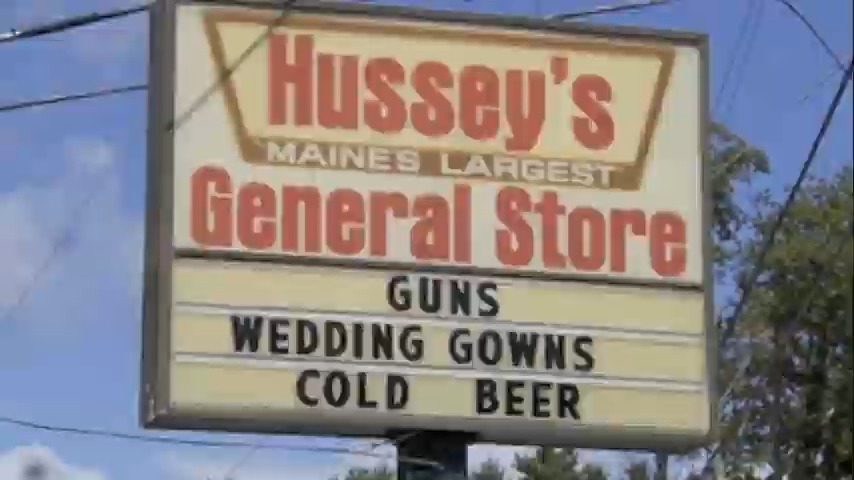 Hussey's
MAINES LARGEST
General Store
GUNS
WEDDING GOWNS
COLD BEER